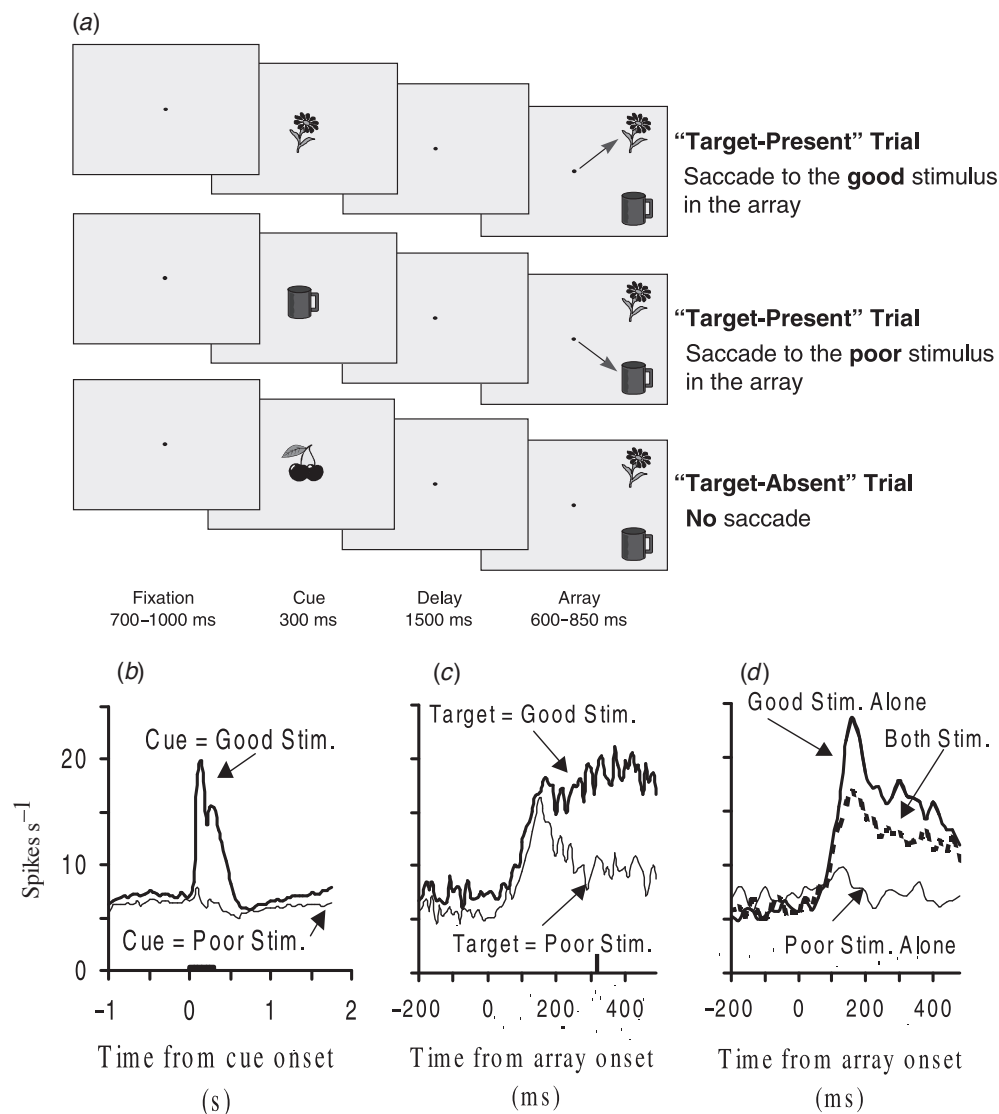 (a)
"Target-Present" Trial
Saccade to the good stimulus
in the array
"Target-Present" Trial
Saccade to the poor stimulus
in the array
"Target-Absent" Trial
No saccade
Fixation
700–1000 ms
Cue
300 ms
Delay
1500 ms
Array
600–850 ms
(b)
Cue = Good Stim.
Cue = Poor Stim.
Spikes s⁻¹
20
10
0
-1
0
1
2
Time from cue onset
(s)
(c)
Target = Good Stim.
Target = Poor Stim.
-200
0
200
400
Time from array onset
(ms)
(d)
Good Stim. Alone
Both Stim.
Poor Stim. Alone
-200
0
200
400
Time from array onset
(ms)